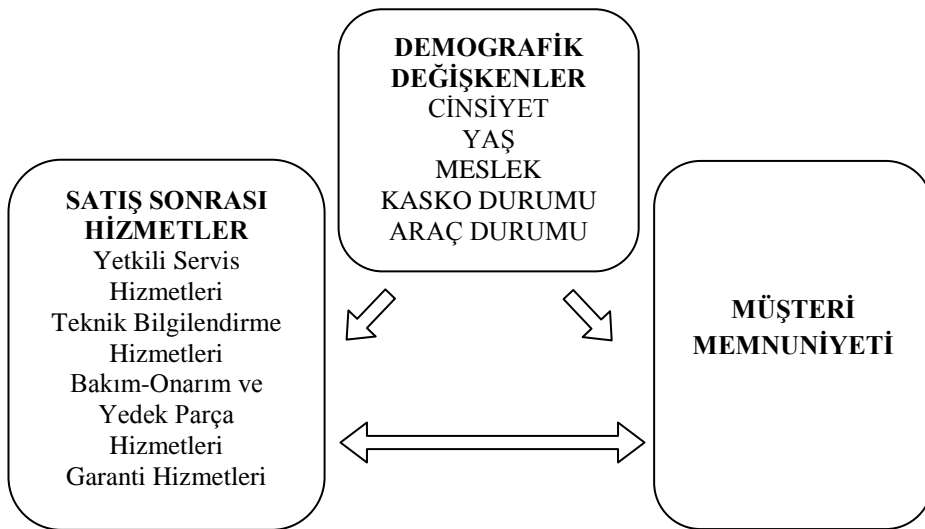 DEMOGRAFİK
DEĞİŞKENLER
CİNSİYET
YAŞ
MESLEK
KASKO DURUMU
ARAÇ DURUMU
SATIŞ SONRASI
HİZMETLER
Yetkili Servis
Hizmetleri
Teknik Bilgilendirme
Hizmetleri
Bakım-Onarım ve
Yedek Parça
Hizmetleri
Garanti Hizmetleri
MÜŞTERİ
MEMNUNİYETİ